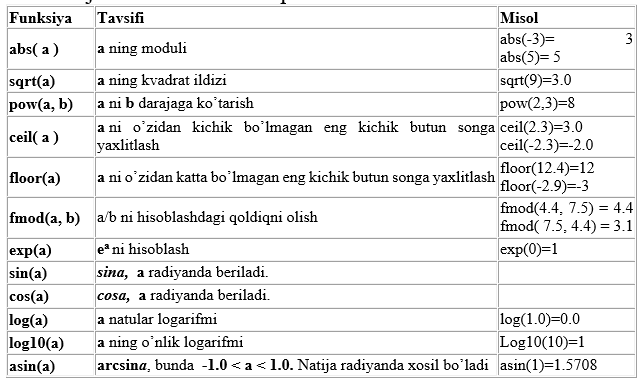 Funksiya Tavsifi Misol
abs( a ) a ning moduli abs(-3)= 3
abs(5)= 5
sqrt(a) a ning kvadrat ildizi sqrt(9)=3.0
pow(a, b) a ni b darajaga ko’tarish pow(2,3)=8
ceil( a ) a ni o’zidan kichik bo’lmagan eng kichik butun songa yaxlitlash ceil(2.3)=3.0
ceil(-2.3)=-2.0
floor(a) a ni o’zidan katta bo’lmagan eng kichik butun songa yaxlitlash floor(12.4)=12
floor(-2.9)=-3
fmod(a, b) a/b ni hisoblashdagi qoldiqni olish fmod(4.4, 7.5) = 4.4
fmod( 7.5, 4.4) = 3.1
exp(a) eª ni hisoblash exp(0)=1
sin(a) sina, a radiyanda beriladi.
cos(a) cosa, a radiyanda beriladi.
log(a) a natular logarifmi log(1.0)=0.0
log10(a) a ning o’nlik logarifmi Log10(10)=1
asin(a) arcsina, bunda -1.0 < a < 1.0. Natija radiyanda xosil bo’ladi asin(1)=1.5708